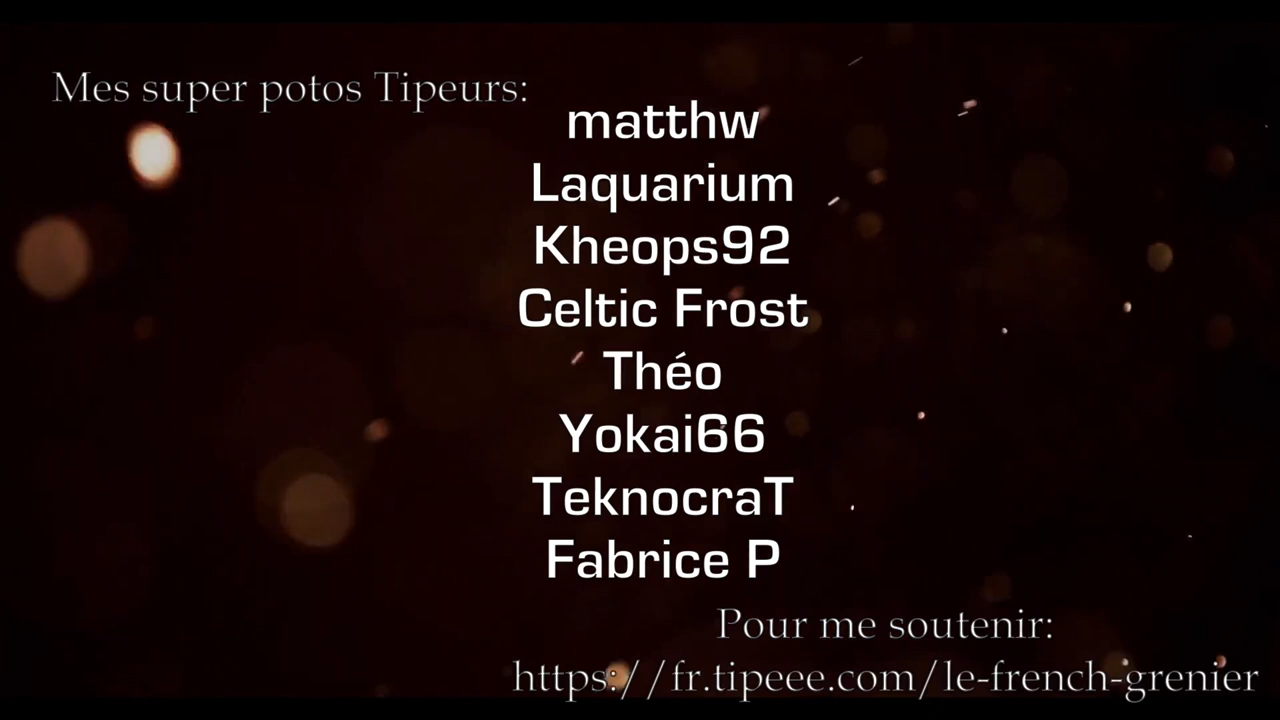 Mes super potos Tipeurs:
matthw
Laquarium
Kheops92
Celtic Frost
Théo
Yokai66
TeknocraT
Fabrice P
Pour me soutenir:
https://fr.tipeee.com/le-french-grenier